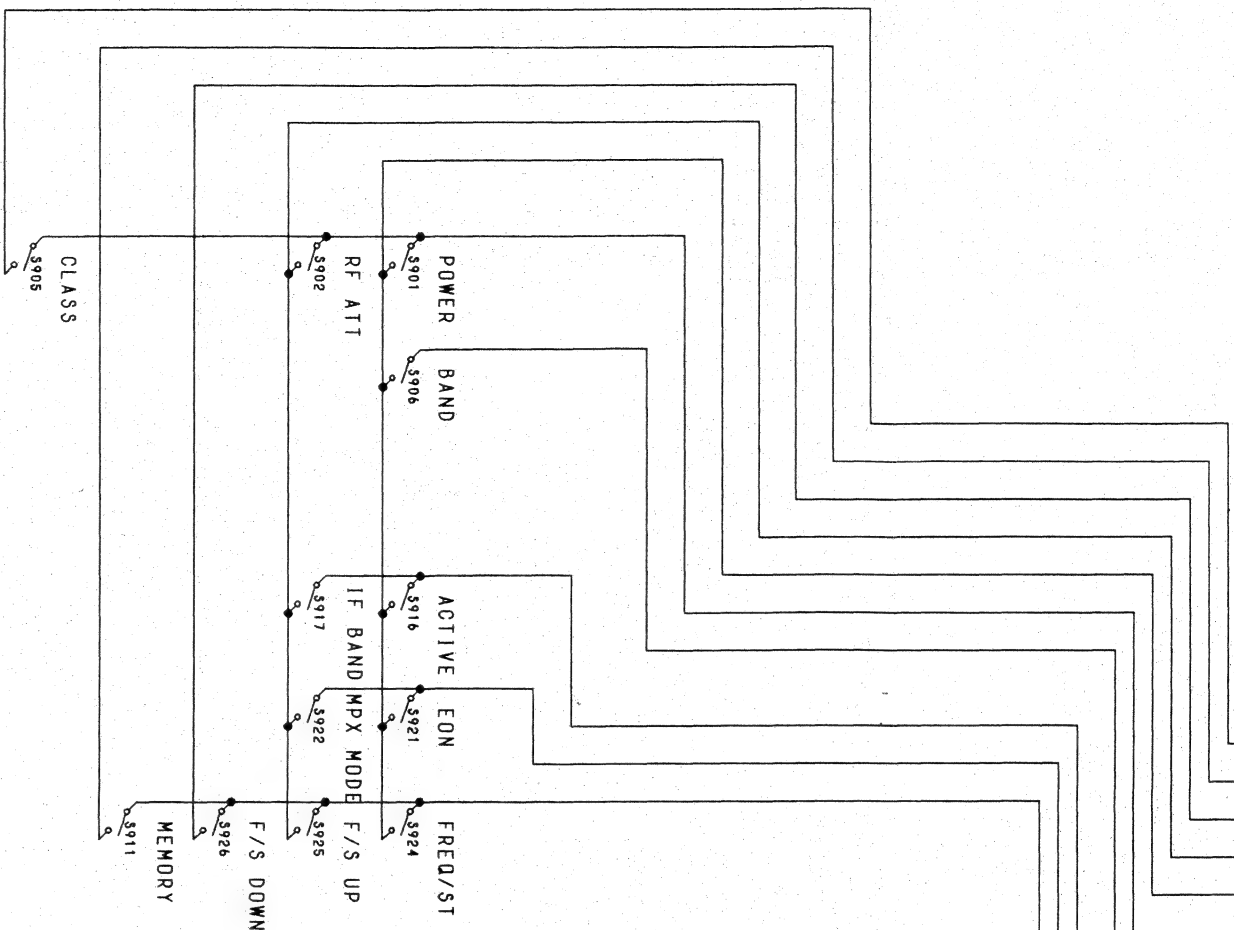 POWER
S901
RF ATT
S902
CLASS
S905
BAND
S906
ACTIVE
S916
IF BAND
S917
EON
S921
MPX MODE
S922
FREQ/ST
S924
F/S UP
S925
F/S DOWN
S926
MEMORY
S911